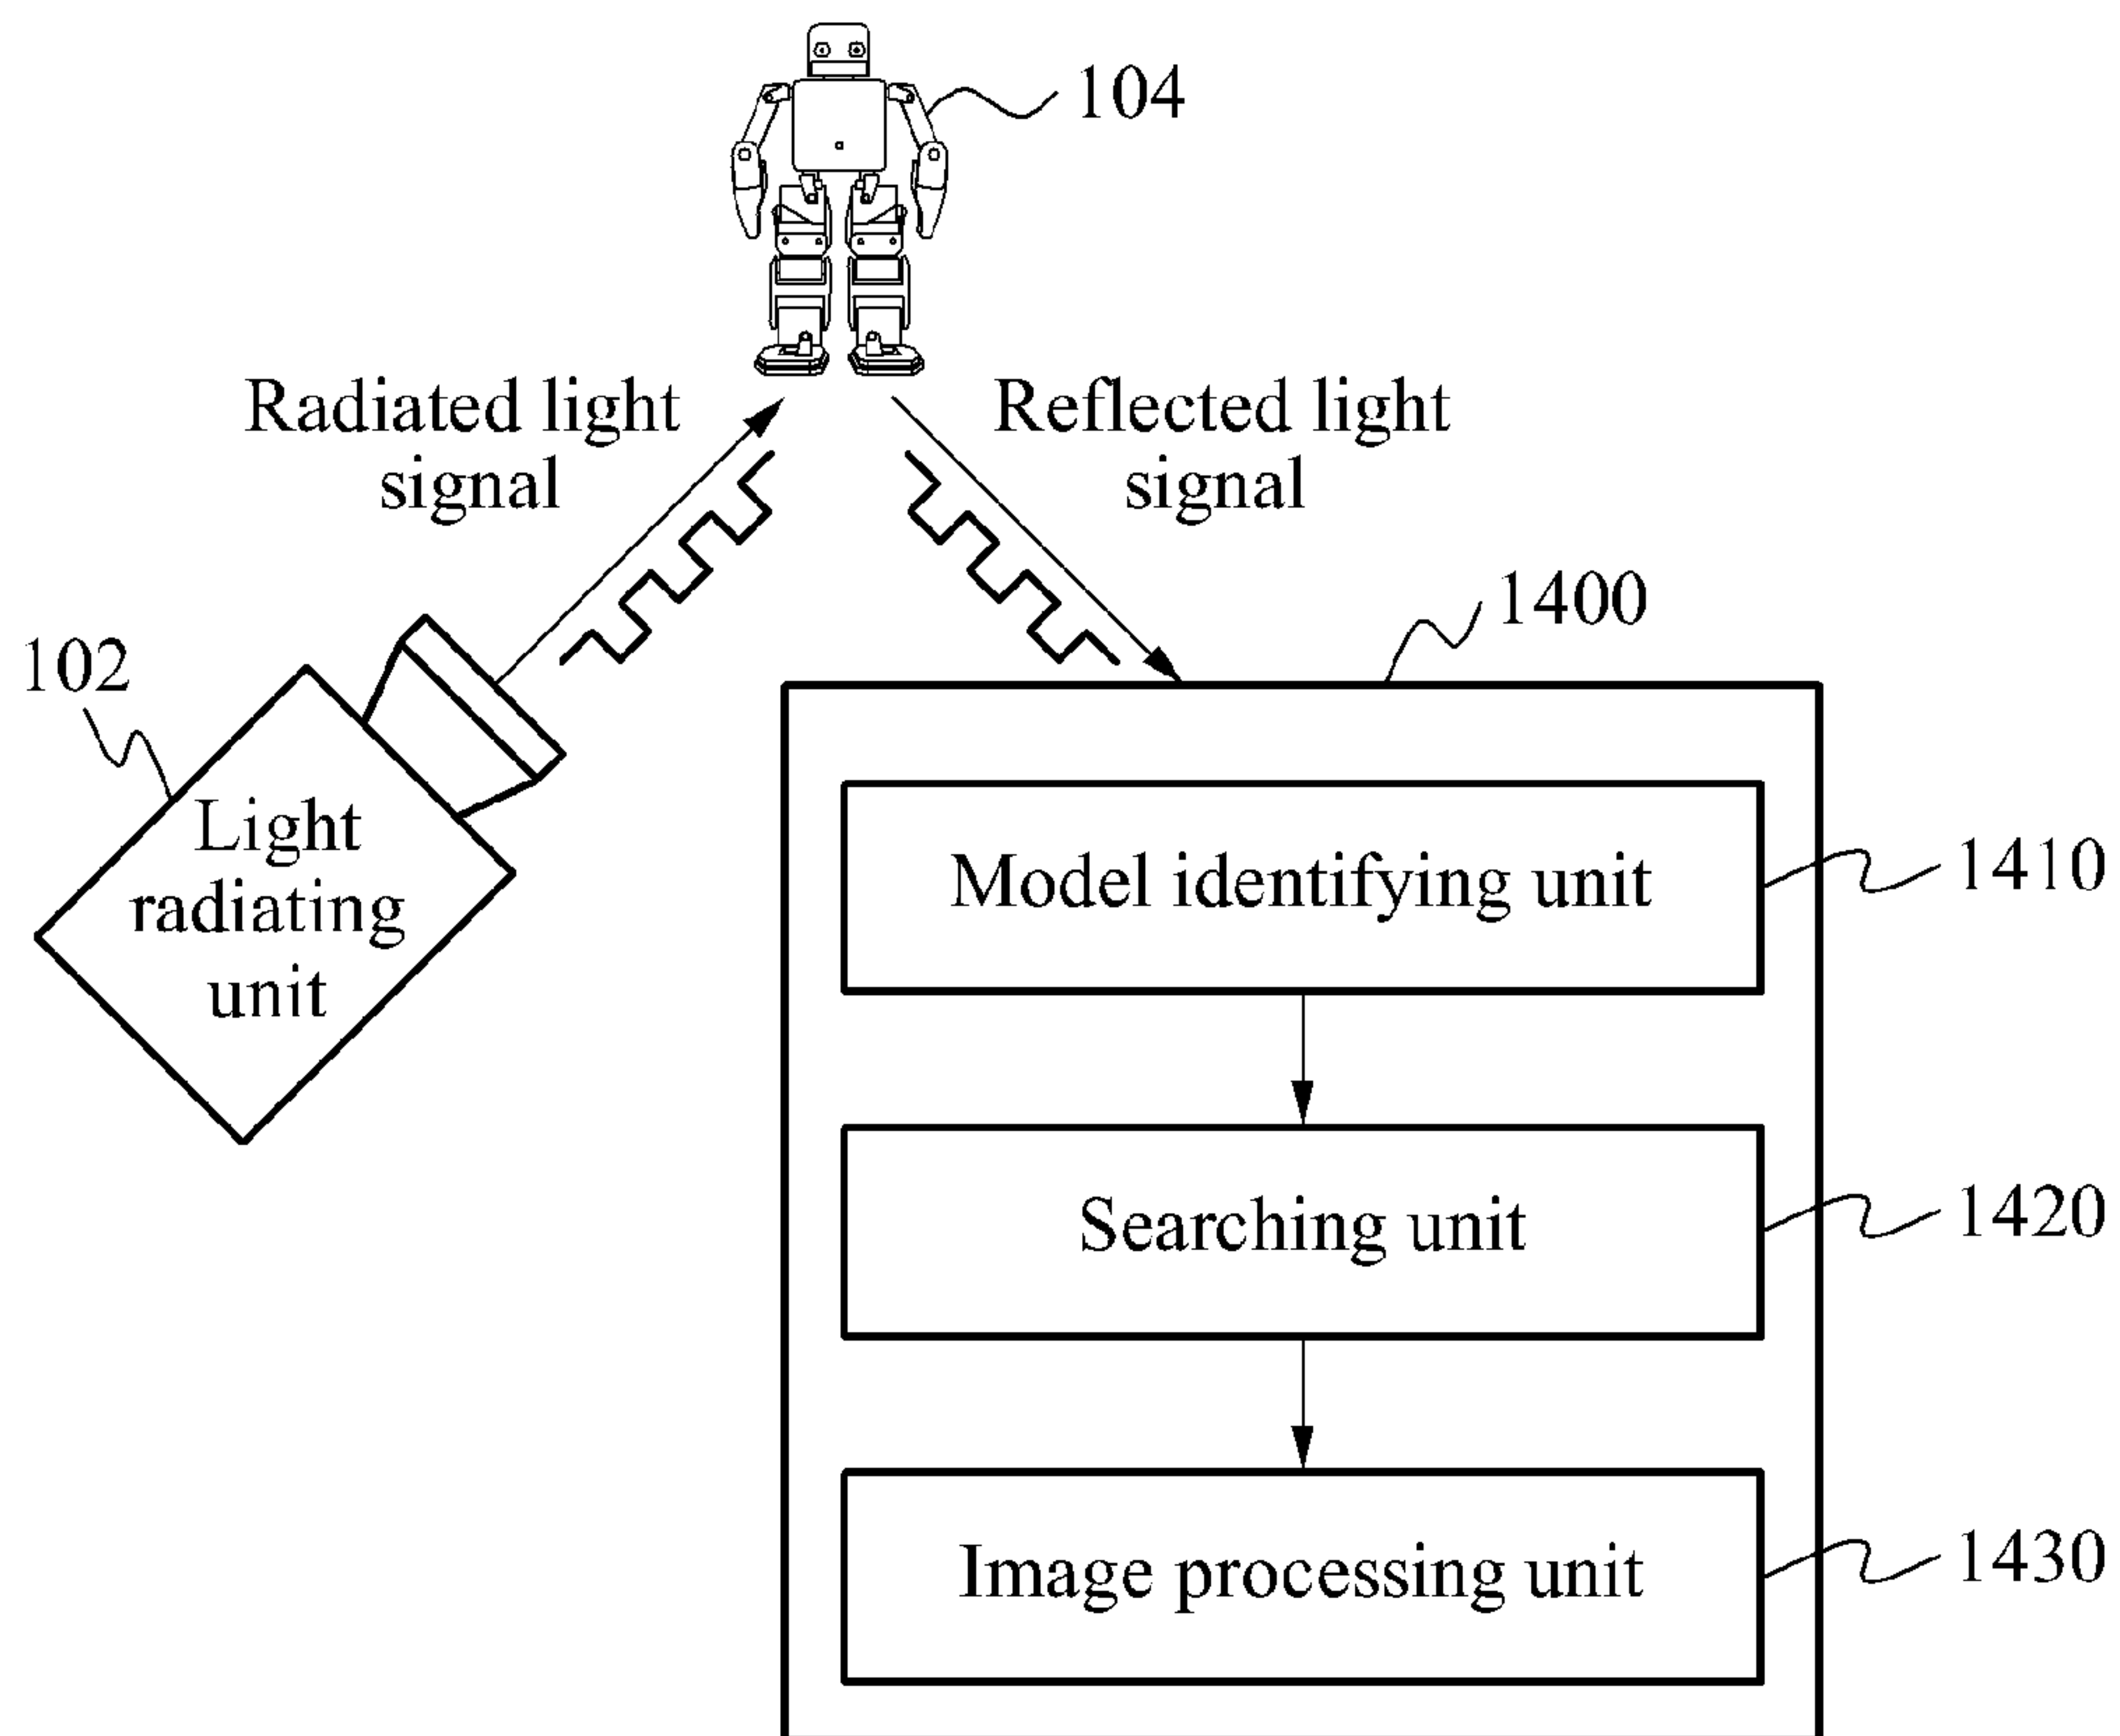 104
Radiated light
signal
Reflected light
signal
1400
102
Light
radiating
unit
Model identifying unit
1410
Searching unit
1420
Image processing unit
1430